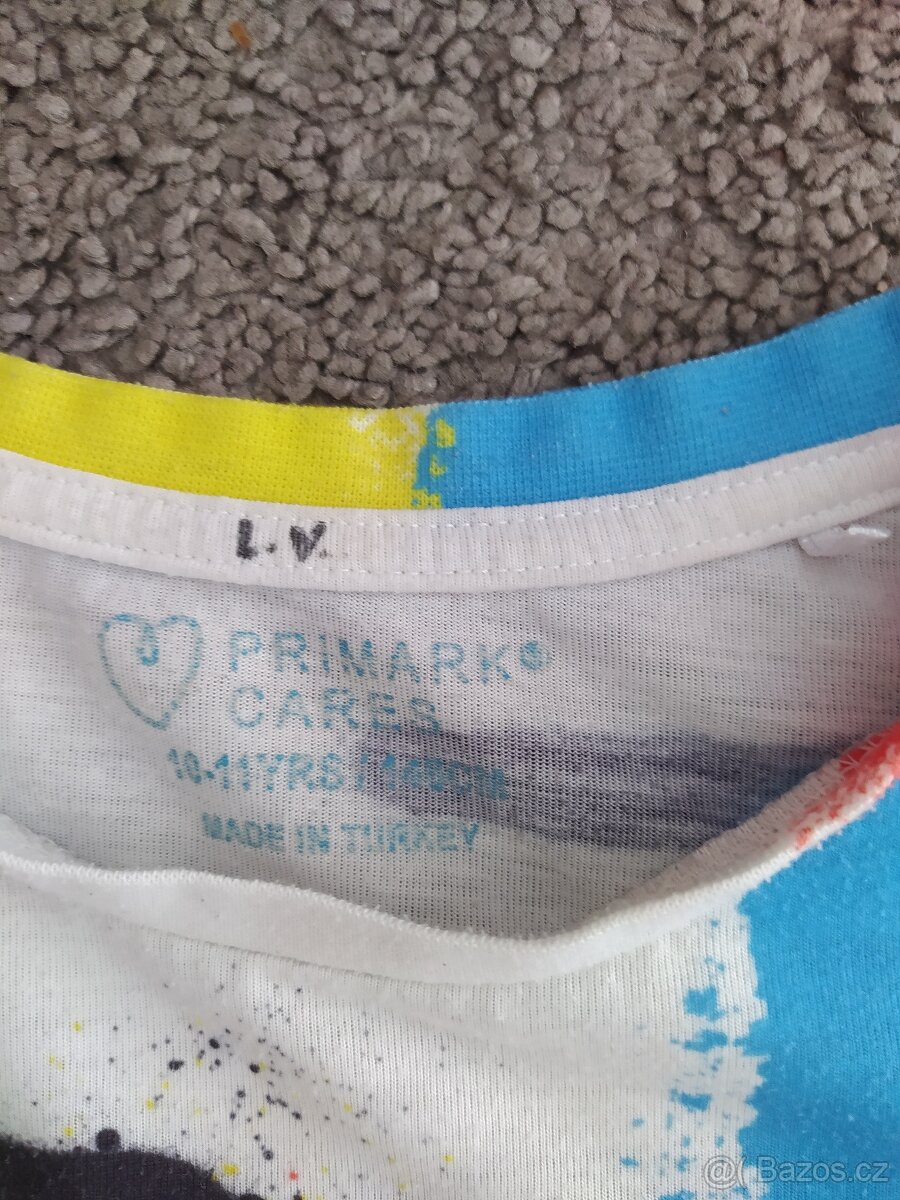 L.V.
PRIMARK®
CARES
10-11YRS / 146CM
MADE IN TURKEY
@( Bazos.cz